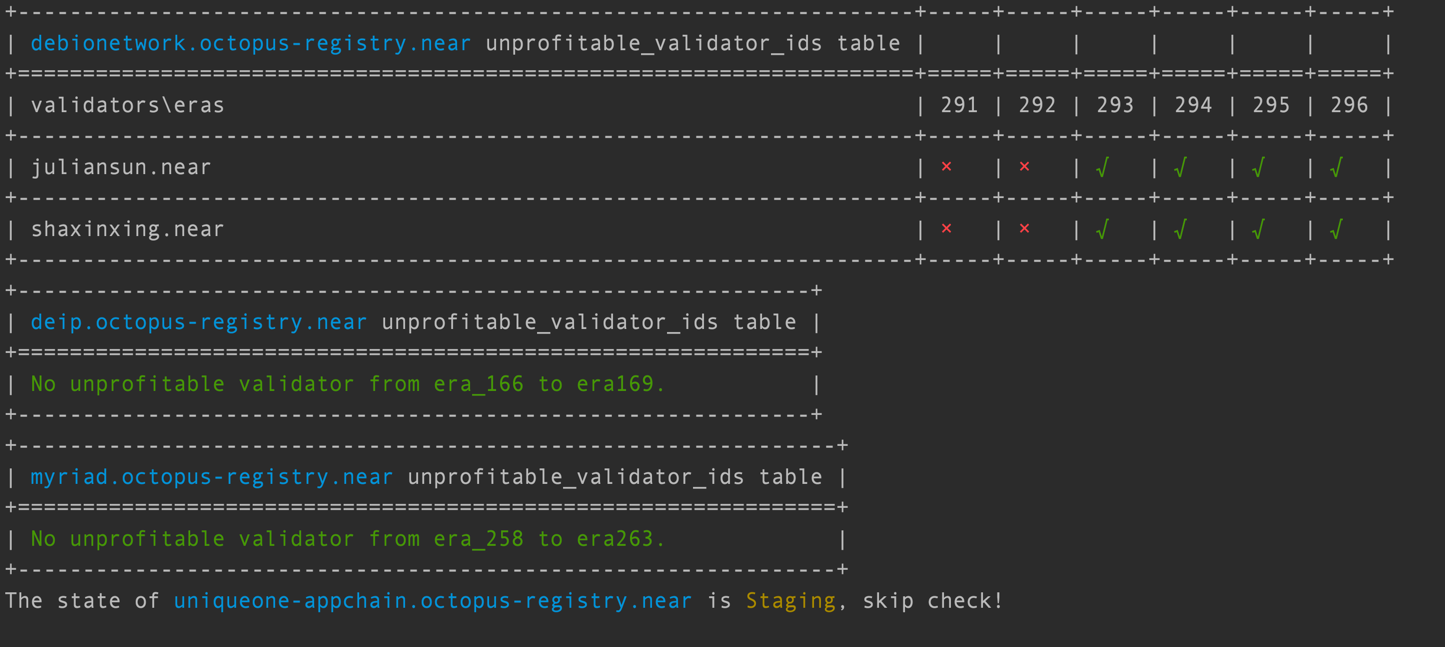 +---------------------------------------------------------------------+-----+-----+-----+-----+-----+-----+
| debionetwork.octopus-registry.near unprofitable_validator_ids table |     |     |     |     |     |     |
+=====================================================================+=====+=====+=====+=====+=====+=====+
| validators\eras                                                     | 291 | 292 | 293 | 294 | 295 | 296 |
+---------------------------------------------------------------------+-----+-----+-----+-----+-----+-----+
| juliansun.near                                                      | ×   | ×   | √   | √   | √   | √   |
+---------------------------------------------------------------------+-----+-----+-----+-----+-----+-----+
| shaxinxing.near                                                     | ×   | ×   | √   | √   | √   | √   |
+---------------------------------------------------------------------+-----+-----+-----+-----+-----+-----+
+-------------------------------------------------------------+
| deip.octopus-registry.near unprofitable_validator_ids table |
+=============================================================+
| No unprofitable validator from era_166 to era169.           |
+-------------------------------------------------------------+
+---------------------------------------------------------------+
| myriad.octopus-registry.near unprofitable_validator_ids table |
+===============================================================+
| No unprofitable validator from era_258 to era263.             |
+---------------------------------------------------------------+
The state of uniqueone-appchain.octopus-registry.near is Staging, skip check!